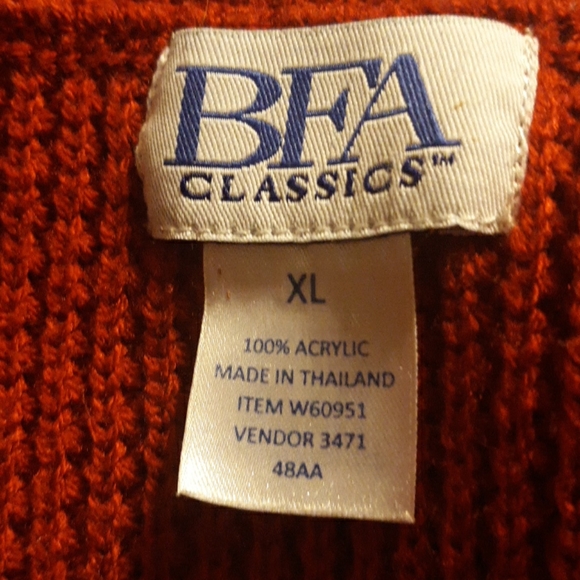 BFA
CLASSICS™
XL
100% ACRYLIC
MADE IN THAILAND
ITEM W60951
VENDOR 3471
48AA